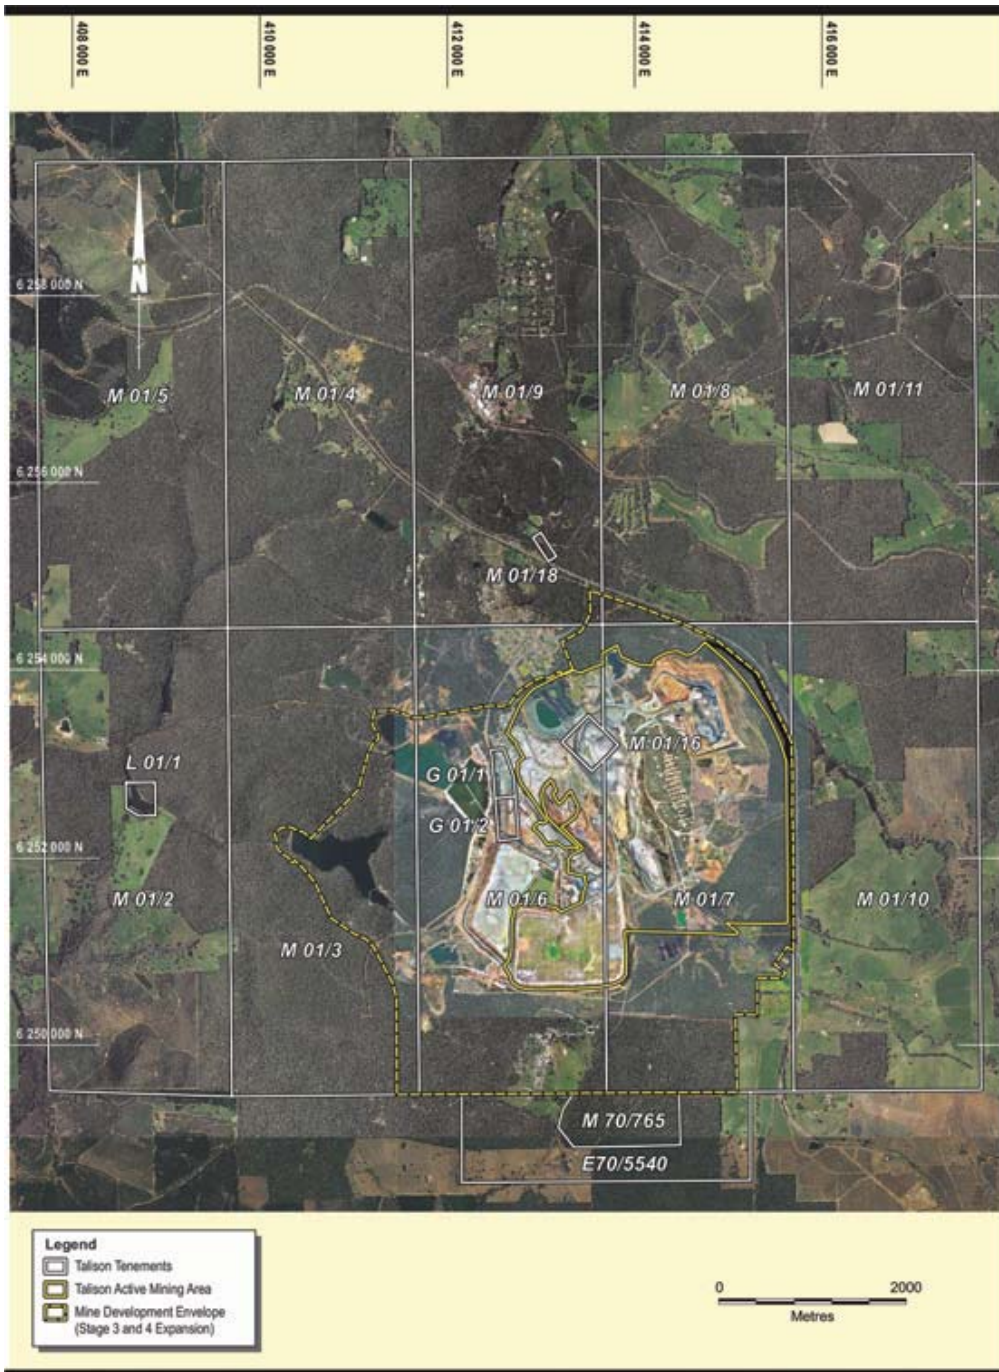 408 000 E
410 000 E
412 000 E
414 000 E
416 000 E
N
6 258 000 N
M 01/5
M 01/4
M 01/9
M 01/8
M 01/11
6 256 000 N
M 01/18
6 254 000 N
M 01/16
L 01/1
G 01/1
G 01/2
6 252 000 N
M 01/2
M 01/6
M 01/7
M 01/10
M 01/3
6 250 000 N
M 70/765
E70/5540
Legend
Talison Tenements
Talison Active Mining Area
Mine Development Envelope
(Stage 3 and 4 Expansion)
0 2000
Metres